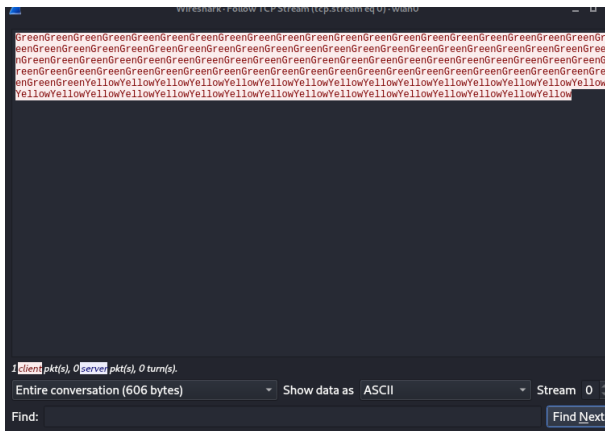 Wireshark · Follow TCP Stream (tcp.stream eq 0) · wlan0
GreenGreenGreenGreenGreenGreenGreenGreenGreenGreenGreenGreenGreenGreenGreenGreenGreenGreenGreenGreenGr
eenGreenGreenGreenGreenGreenGreenGreenGreenGreenGreenGreenGreenGreenGreenGreenGreenGreenGreenGreenGree
nGreenGreenGreenGreenGreenGreenGreenGreenGreenGreenGreenGreenGreenGreenGreenGreenGreenGreenGreenGreenG
reenGreenGreenGreenGreenGreenGreenGreenGreenGreenGreenGreenGreenGreenGreenGreenGreenGreenGreenGreenGre
enGreenGreenYellowYellowYellowYellowYellowYellowYellowYellowYellowYellowYellowYellowYellowYellowYellow
YellowYellowYellowYellowYellowYellowYellowYellowYellowYellowYellowYellowYellowYellowYellowYellow
1 client pkt(s), 0 server pkt(s), 0 turn(s).
Entire conversation (606 bytes) Show data as ASCII Stream 0
Find: Find Next